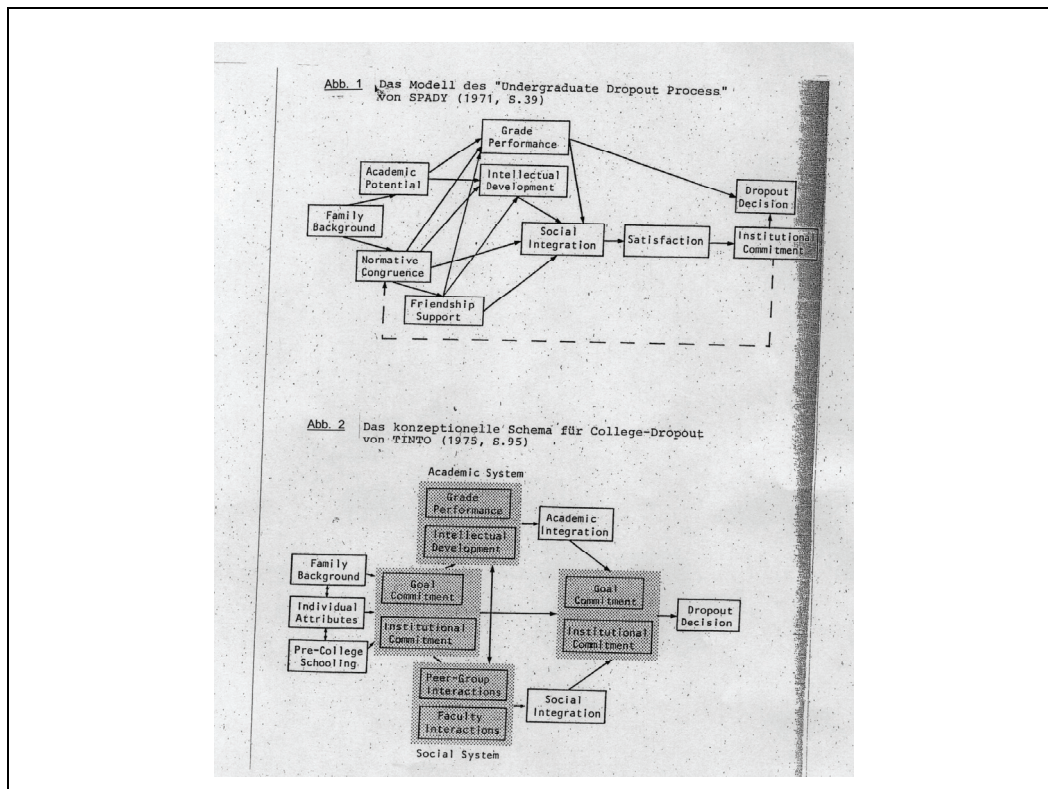 Abb. 1 Das Modell des "Undergraduate Dropout Process"
von SPADY (1971, S.39)
Grade
Performance
Academic
Potential
Intellectual
Development
Dropout
Decision
Family
Background
Social
Integration
Satisfaction
Institutional
Commitment
Normative
Congruence
Friendship
Support
Abb. 2 Das konzeptionelle Schema für College-Dropout
von TINTO (1975, S.95)
Academic System
Grade
Performance
Intellectual
Development
Academic
Integration
Family
Background
Individual
Attributes
Pre-College
Schooling
Goal
Commitment
Institutional
Commitment
Goal
Commitment
Institutional
Commitment
Dropout
Decision
Peer-Group
Interactions
Faculty
Interactions
Social
Integration
Social System